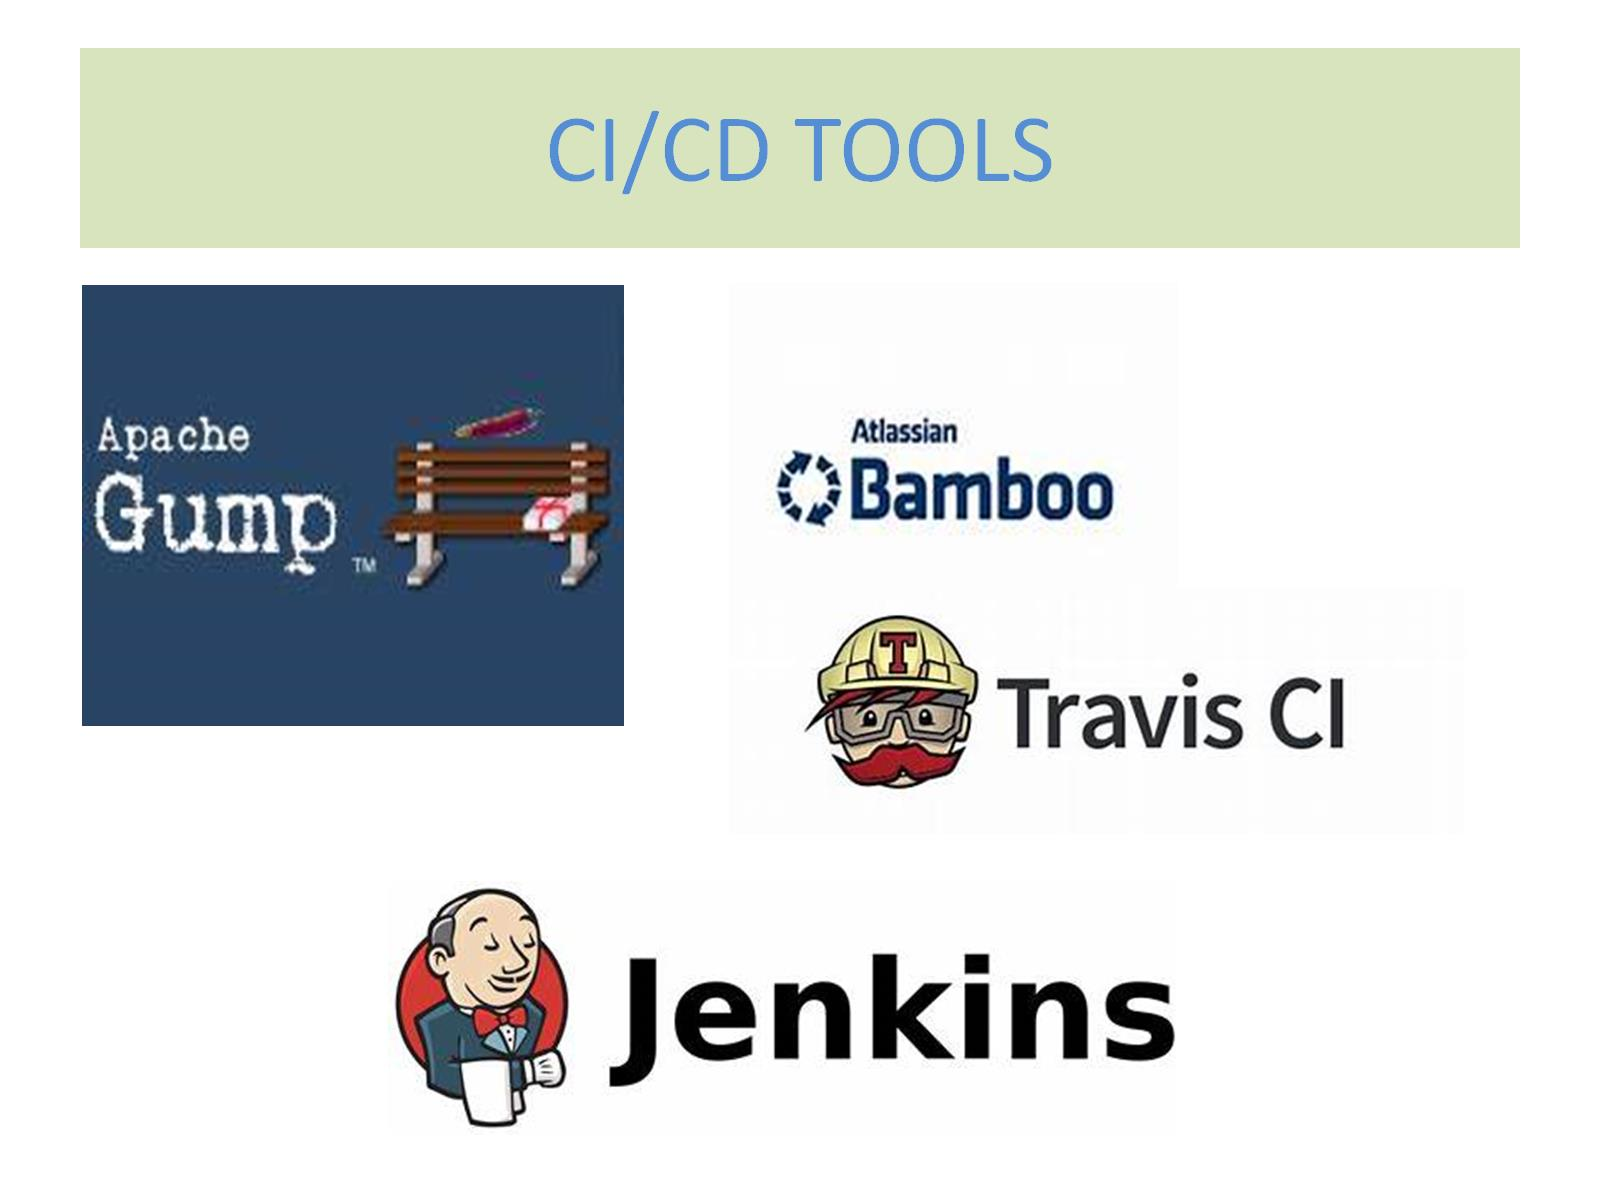 CI/CD TOOLS
Apache
Gump
TM
Atlassian
Bamboo
T
Travis CI
Jenkins